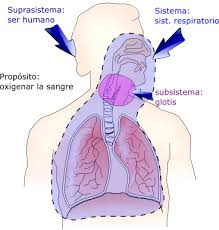 Suprasistema:
ser humano
Sistema:
sist. respiratorio
Propósito:
oxigenar la sangre
subsistema:
glotis